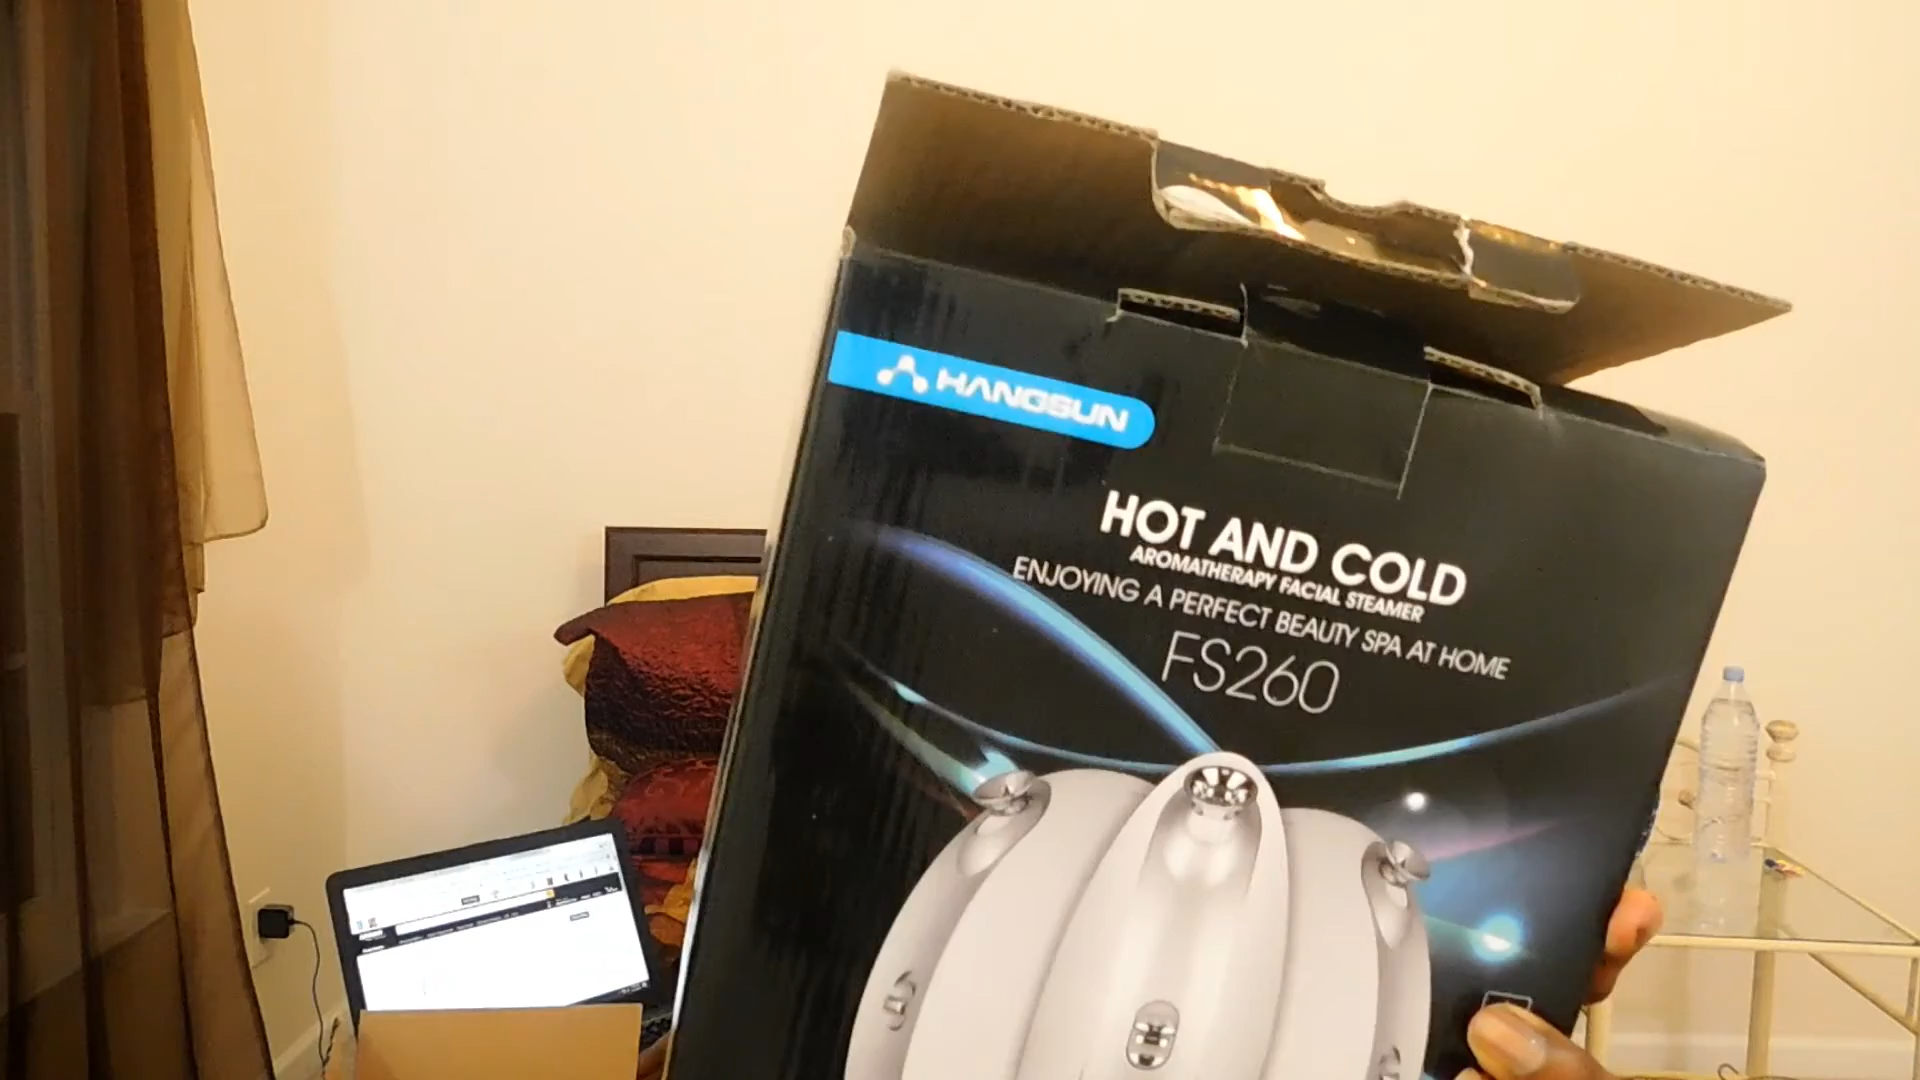 HANGSUN
HOT AND COLD
AROMATHERAPY FACIAL STEAMER
ENJOYING A PERFECT BEAUTY SPA AT HOME
FS260